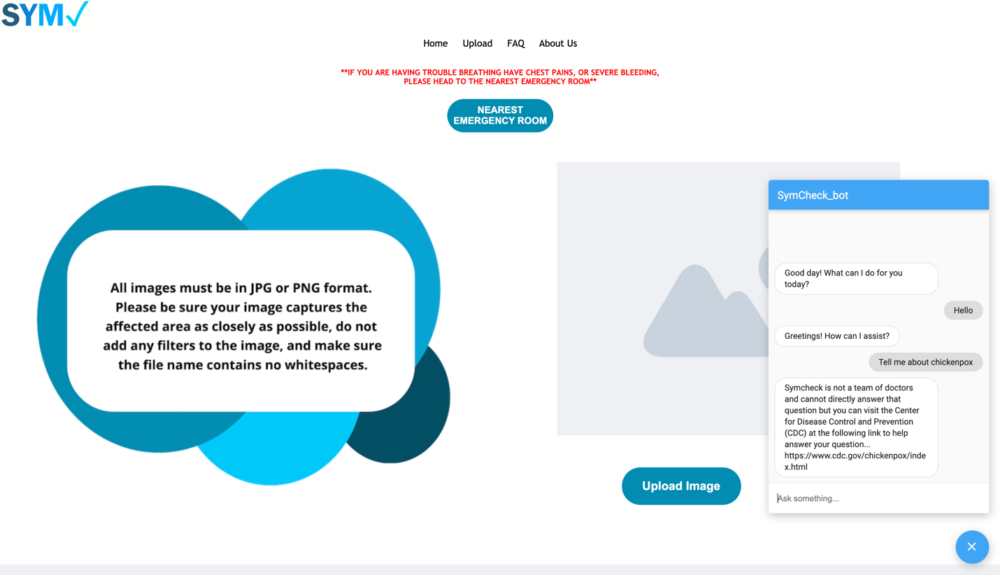 SYM✓
Home Upload FAQ About Us
**IF YOU ARE HAVING TROUBLE BREATHING HAVE CHEST PAINS, OR SEVERE BLEEDING,
PLEASE HEAD TO THE NEAREST EMERGENCY ROOM**
NEAREST
EMERGENCY ROOM
All images must be in JPG or PNG format.
Please be sure your image captures the
affected area as closely as possible, do not
add any filters to the image, and make sure
the file name contains no whitespaces.
Upload Image
SymCheck_bot
Good day! What can I do for you
today?
Hello
Greetings! How can I assist?
Tell me about chickenpox
Symcheck is not a team of doctors
and cannot directly answer that
question but you can visit the Center
for Disease Control and Prevention
(CDC) at the following link to help
answer your question...
https://www.cdc.gov/chickenpox/inde
x.html
Ask something...